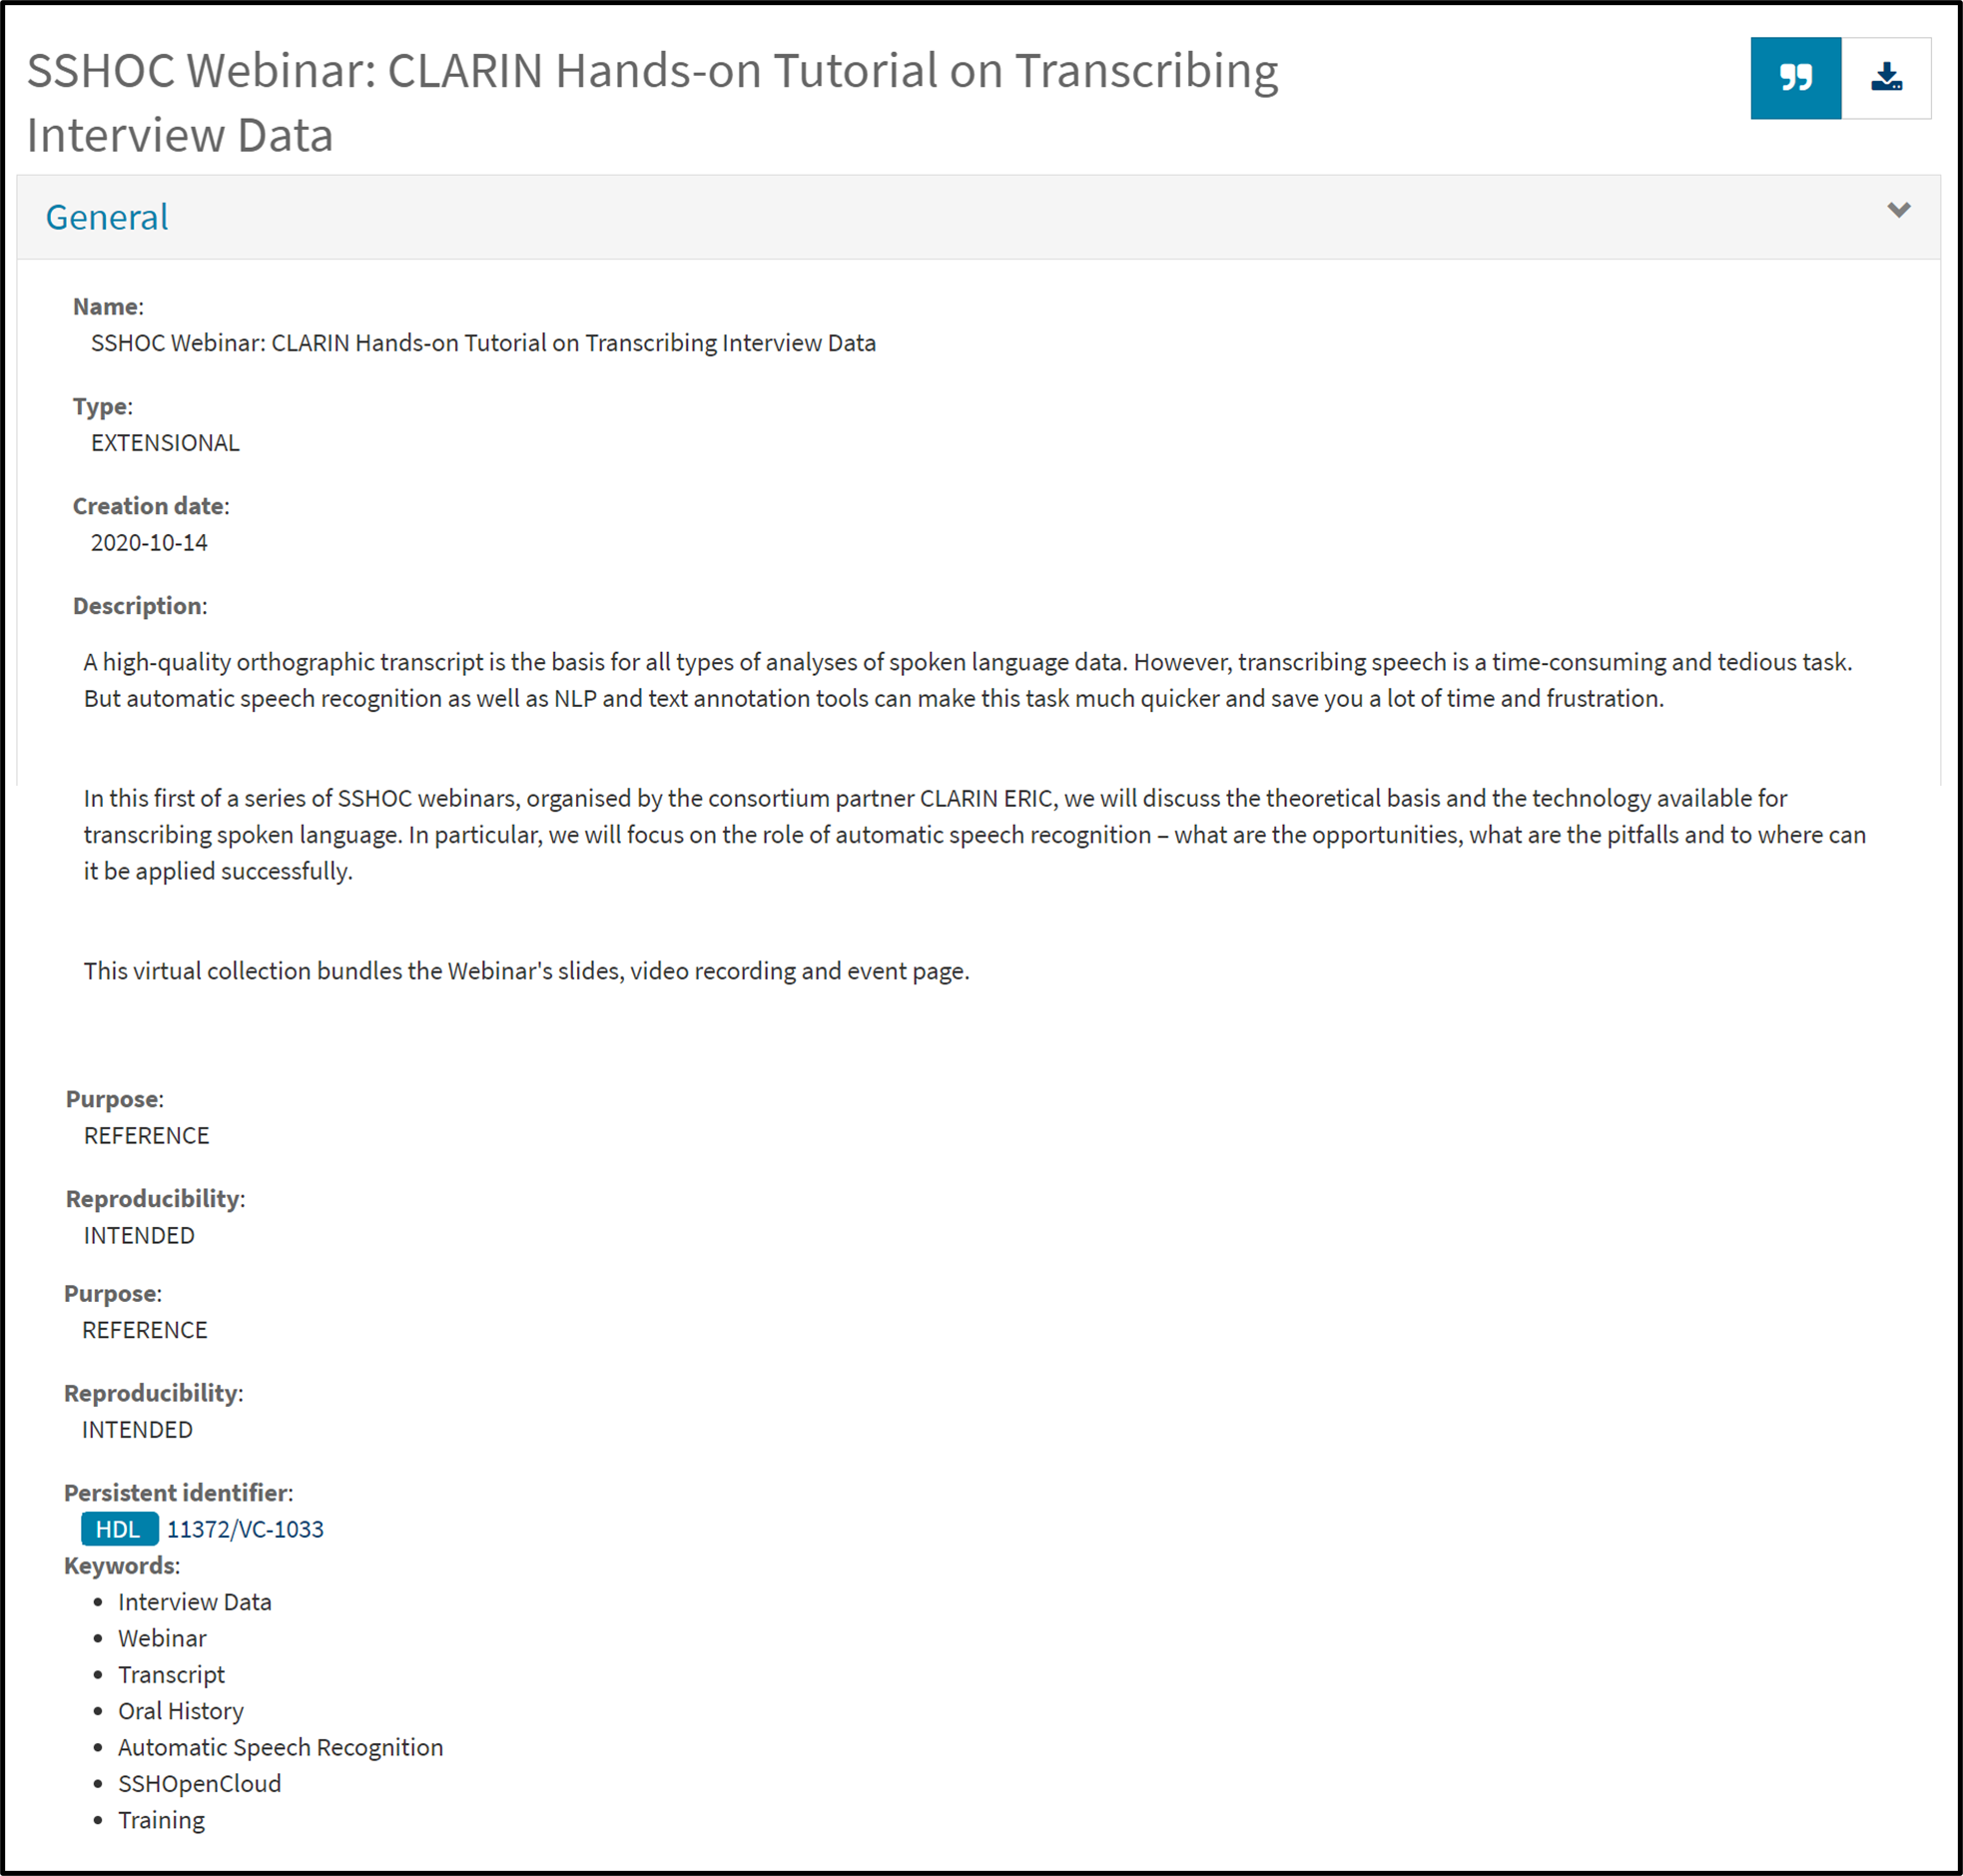 SSHOC Webinar: CLARIN Hands-on Tutorial on Transcribing
Interview Data
General
Name:
SSHOC Webinar: CLARIN Hands-on Tutorial on Transcribing Interview Data
Type:
EXTENSIONAL
Creation date:
2020-10-14
Description:
A high-quality orthographic transcript is the basis for all types of analyses of spoken language data. However, transcribing speech is a time-consuming and tedious task.
But automatic speech recognition as well as NLP and text annotation tools can make this task much quicker and save you a lot of time and frustration.
In this first of a series of SSHOC webinars, organised by the consortium partner CLARIN ERIC, we will discuss the theoretical basis and the technology available for
transcribing spoken language. In particular, we will focus on the role of automatic speech recognition – what are the opportunities, what are the pitfalls and to where can
it be applied successfully.
This virtual collection bundles the Webinar's slides, video recording and event page.
Purpose:
REFERENCE
Reproducibility:
INTENDED
Purpose:
REFERENCE
Reproducibility:
INTENDED
Persistent identifier:
HDL 11372/VC-1033
Keywords:
• Interview Data
• Webinar
• Transcript
• Oral History
• Automatic Speech Recognition
• SSHOpenCloud
• Training